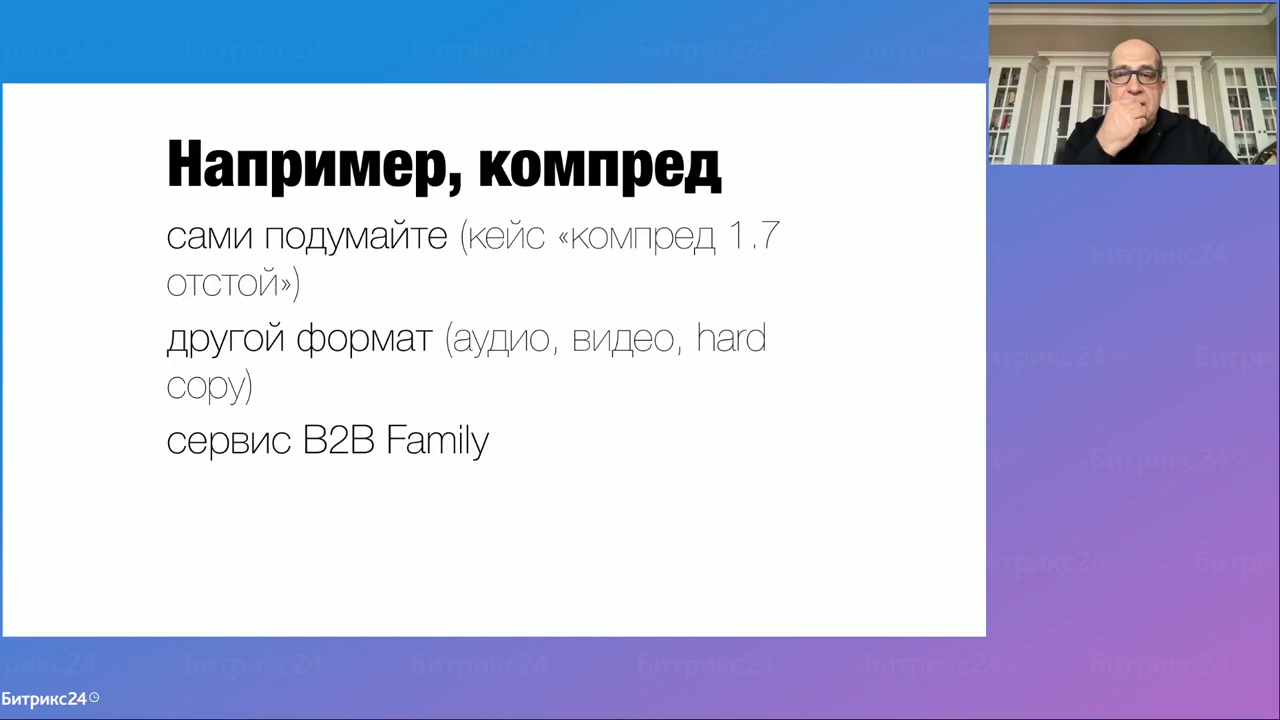 Например, компред
сами подумайте (кейс «компред 1.7
отстой»)
другой формат (аудио, видео, hard
copy)
сервис B2B Family
Битрикс24